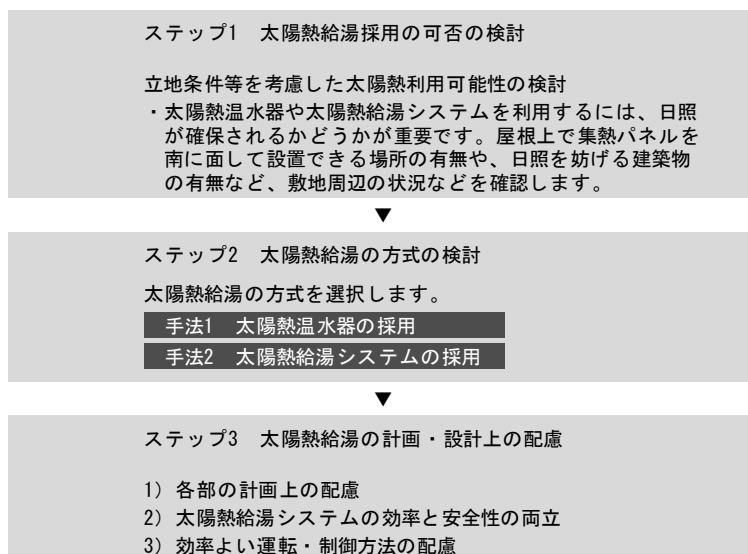 ステップ1　太陽熱給湯採用の可否の検討
立地条件等を考慮した太陽熱利用可能性の検討
・太陽熱温水器や太陽熱給湯システムを利用するには、日照
が確保されるかどうかが重要です。屋根上で集熱パネルを
南に面して設置できる場所の有無や、日照を妨げる建築物
の有無など、敷地周辺の状況などを確認します。
▼
ステップ2　太陽熱給湯の方式の検討
太陽熱給湯の方式を選択します。
手法1　太陽熱温水器の採用
手法2　太陽熱給湯システムの採用
▼
ステップ3　太陽熱給湯の計画・設計上の配慮
1）各部の計画上の配慮
2）太陽熱給湯システムの効率と安全性の両立
3）効率よい運転・制御方法の配慮